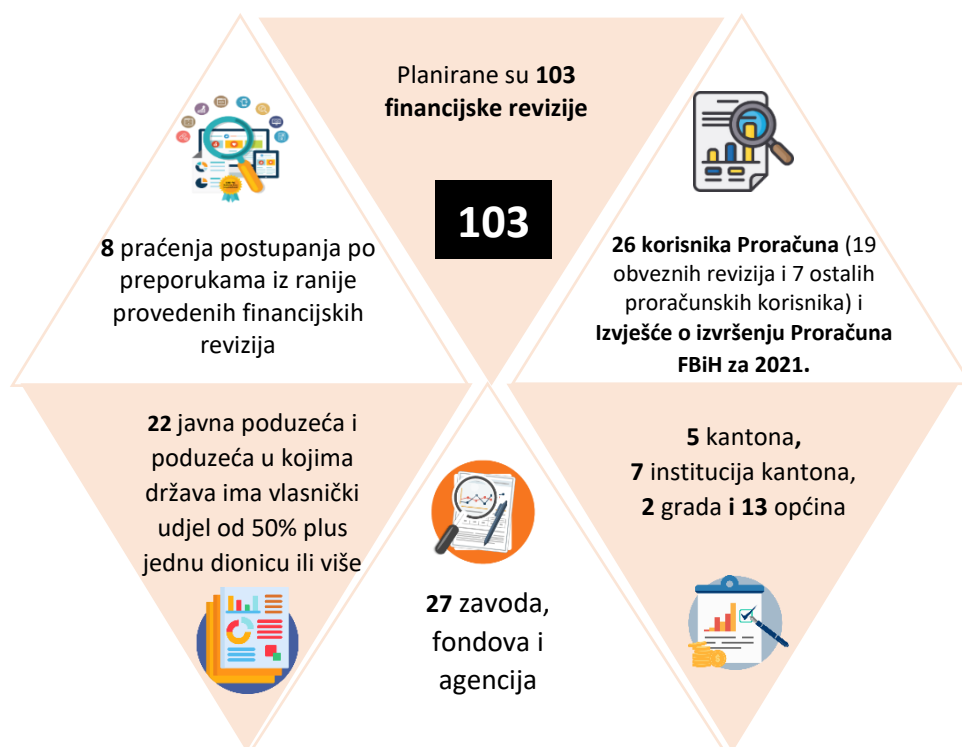 Planirane su 103
financijske revizije
103
8 praćenja postupanja po
preporukama iz ranije
provedenih financijskih
revizija
26 korisnika Proračuna (19
obveznih revizija i 7 ostalih
proračunskih korisnika) i
Izvješće o izvršenju Proračuna
FBiH za 2021.
22 javna poduzeća i
poduzeća u kojima
država ima vlasnički
udjel od 50% plus
jednu dionicu ili više
27 zavoda,
fondova i
agencija
5 kantona,
7 institucija kantona,
2 grada i 13 općina